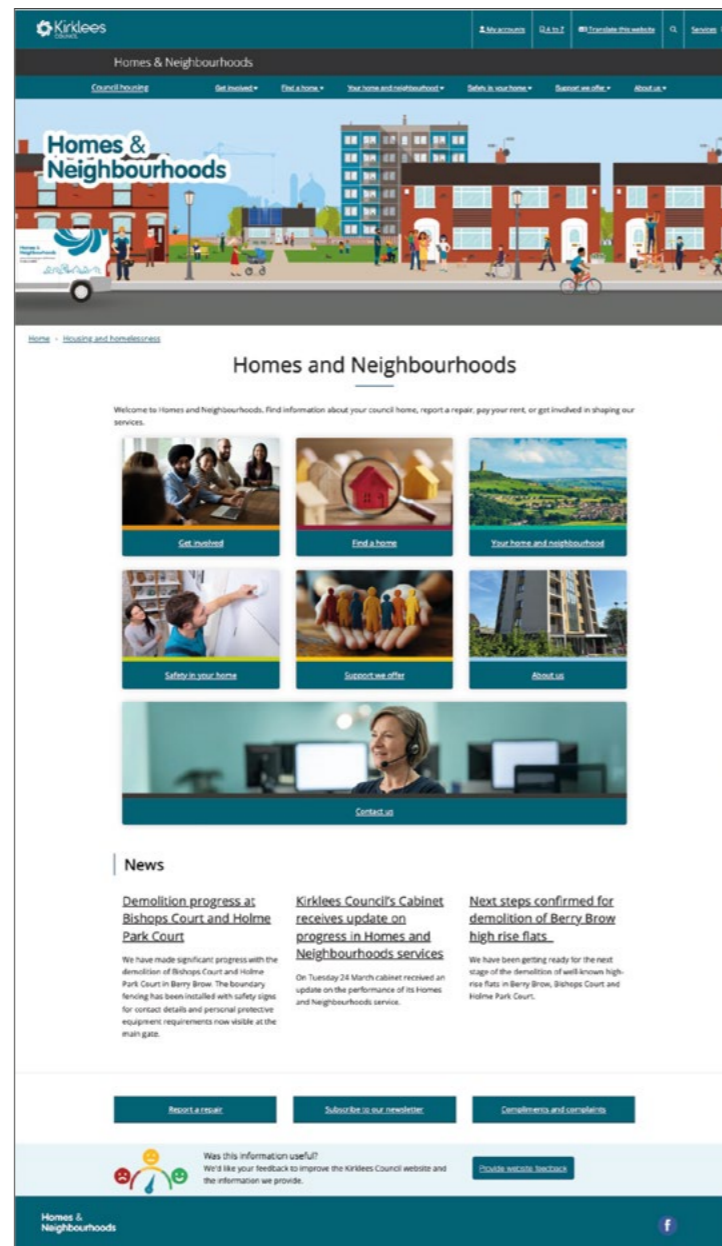 Kirklees
COUNCIL
My accounts
A to Z
Translate this website
Services
Homes & Neighbourhoods
Council housing
Get involved
Find a home
Your home and neighbourhood
Safety in your home
Support we offer
About us
Homes &
Neighbourhoods
Homes &
Neighbourhoods
Home
Housing and homelessness
Homes and Neighbourhoods
Welcome to Homes and Neighbourhoods. Find information about your council home, report a repair, pay your rent, or get involved in shaping our
services.
Get involved
Find a home
Your home and neighbourhood
Safety in your home
Support we offer
About us
Contact us
News
Demolition progress at
Bishops Court and Holme
Park Court
We have made significant progress with the
demolition of Bishops Court and Holme
Park Court in Berry Brow. The boundary
fencing has been installed with safety signs
for contact details and personal protective
equipment requirements now visible at the
main gate.
Kirklees Council's Cabinet
receives update on
progress in Homes and
Neighbourhoods services
On Tuesday 24 March cabinet received an
update on the performance of its Homes
and Neighbourhoods service.
Next steps confirmed for
demolition of Berry Brow
high rise flats
We have been getting ready for the next
stage of the demolition of well-known high-
rise flats in Berry Brow, Bishops Court and
Holme Park Court.
Report a repair
Subscribe to our newsletter
Compliments and complaints
Was this information useful?
We'd like your feedback to improve the Kirklees Council website and
the information we provide.
Provide website feedback
Homes &
Neighbourhoods
f